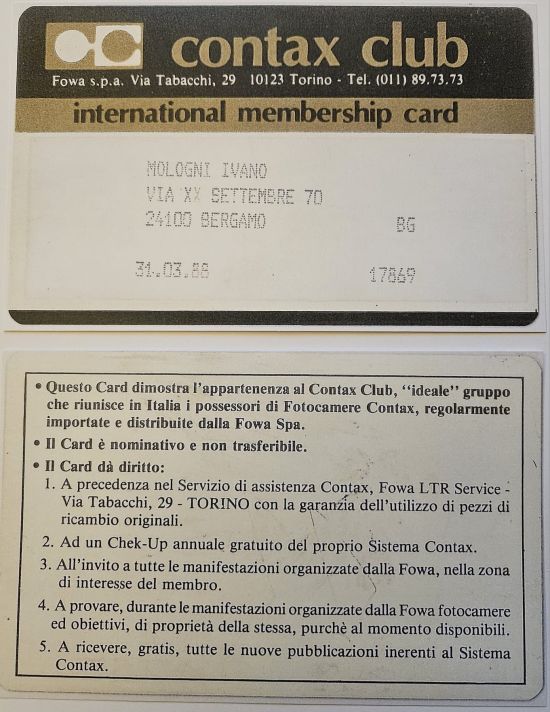 contax club
Fowa s.p.a. Via Tabacchi, 29 10123 Torino - Tel. (011) 89.73.73
international membership card
MOLOGNI IVANO
VIA XX SETTEMBRE 70
24100 BERGAMO BG
31.03.88 17869
• Questo Card dimostra l'appartenenza al Contax Club, "ideale" gruppo
che riunisce in Italia i possessori di Fotocamere Contax, regolarmente
importate e distribuite dalla Fowa Spa.
• Il Card è nominativo e non trasferibile.
• Il Card dà diritto:
1. A precedenza nel Servizio di assistenza Contax, Fowa LTR Service -
Via Tabacchi, 29 - TORINO con la garanzia dell'utilizzo di pezzi di
ricambio originali.
2. Ad un Chek-Up annuale gratuito del proprio Sistema Contax.
3. All'invito a tutte le manifestazioni organizzate dalla Fowa, nella zona
di interesse del membro.
4. A provare, durante le manifestazioni organizzate dalla Fowa fotocamere
ed obiettivi, di proprietà della stessa, purchè al momento disponibili.
5. A ricevere, gratis, tutte le nuove pubblicazioni inerenti al Sistema
Contax.